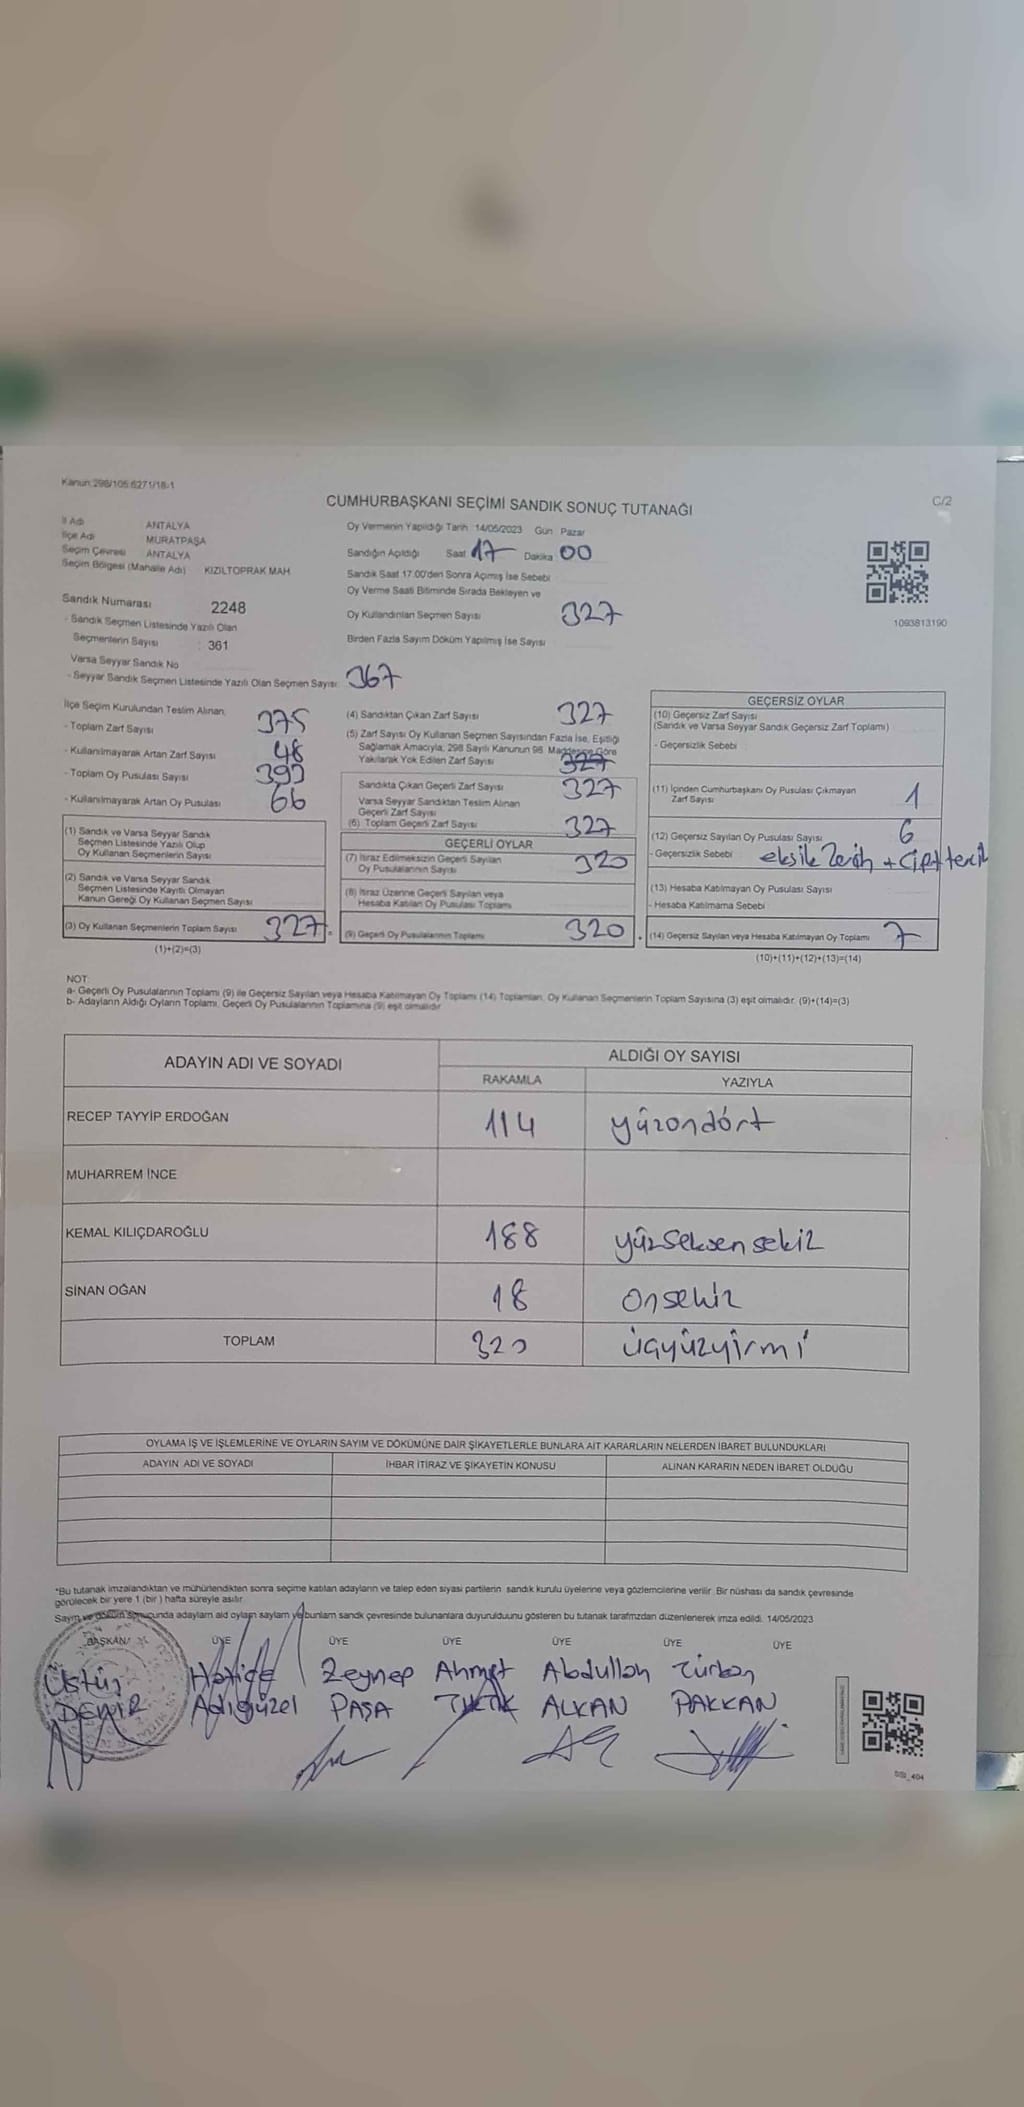 Kanun:298/105:6271/18-1
CUMHURBAŞKANI SEÇİMİ SANDIK SONUÇ TUTANAĞI
C/2
İl Adı ANTALYA
İlçe Adı MURATPAŞA
Seçim Çevresi ANTALYA
Seçim Bölgesi (Mahalle Adı) KIZILTOPRAK MAH.
Sandık Numarası 2248
- Sandık Seçmen Listesinde Yazılı Olan
Seçmenlerin Sayısı : 361
Varsa Seyyar Sandık No
- Seyyar Sandık Seçmen Listesinde Yazılı Olan Seçmen Sayısı: 367
Oy Vermenin Yapıldığı Tarih : 14/05/2023 Gün : Pazar
Sandığın Açıldığı Saat 17 Dakika 00
Sandık Saat 17.00'den Sonra Açılmış İse Sebebi
Oy Verme Saati Bitiminde Sırada Bekleyen ve
Oy Kullandırılan Seçmen Sayısı 327
Birden Fazla Sayım Döküm Yapılmış İse Sayısı
1093813190
İlçe Seçim Kurulundan Teslim Alınan;
- Toplam Zarf Sayısı 375
- Kullanılmayarak Artan Zarf Sayısı 48
- Toplam Oy Pusulası Sayısı
- Kullanılmayarak Artan Oy Pusulası 66
(1) Sandık ve Varsa Seyyar Sandık
Seçmen Listesinde Yazılı Olup
Oy Kullanan Seçmenlerin Sayısı
(2) Sandık ve Varsa Seyyar Sandık
Seçmen Listesinde Kayıtlı Olmayan
Kanun Gereği Oy Kullanan Seçmen Sayısı
(3) Oy Kullanan Seçmenlerin Toplam Sayısı 327
(1)+(2)=(3)
(4) Sandıktan Çıkan Zarf Sayısı 327
(5) Zarf Sayısı Oy Kullanan Seçmen Sayısından Fazla İse, Eşitliği
Sağlamak Amacıyla, 298 Sayılı Kanunun 98. Maddesine Göre
Yakılarak Yok Edilen Zarf Sayısı 327
Sandıkta Çıkan Geçerli Zarf Sayısı 327
Varsa Seyyar Sandıktan Teslim Alınan
Geçerli Zarf Sayısı
(6) Toplam Geçerli Zarf Sayısı 327
GEÇERLİ OYLAR
(7) İtiraz Edilmeksizin Geçerli Sayılan
Oy Pusulalarının Sayısı 320
(8) İtiraz Üzerine Geçerli Sayılan veya
Hesaba Katılan Oy Pusulası Toplamı
(9) Geçerli Oy Pusulalarının Toplamı 320
GEÇERSİZ OYLAR
(10) Geçersiz Zarf Sayısı
(Sandık ve Varsa Seyyar Sandık Geçersiz Zarf Toplamı)
- Geçersizlik Sebebi
(11) İçinden Cumhurbaşkanı Oy Pusulası Çıkmayan
Zarf Sayısı 1
(12) Geçersiz Sayılan Oy Pusulası Sayısı 6
- Geçersizlik Sebebi eksik + Çift
(13) Hesaba Katılmayan Oy Pusulası Sayısı
- Hesaba Katılmama Sebebi
(14) Geçersiz Sayılan veya Hesaba Katılmayan Oy Toplamı 7
(10)+(11)+(12)+(13)=(14)
NOT:
a- Geçerli Oy Pusulalarının Toplamı (9) ile Geçersiz Sayılan veya Hesaba Katılmayan Oy Toplamı (14) Toplamları, Oy Kullanan Seçmenlerin Toplam Sayısına (3) eşit olmalıdır. (9)+(14)=(3)
b- Adayların Aldığı Oyların Toplamı, Geçerli Oy Pusulalarının Toplamına (9) eşit olmalıdır.
ADAYIN ADI VE SOYADI ALDIĞI OY SAYISI
RAKAMLA YAZIYLA
RECEP TAYYİP ERDOĞAN 114 yüzondört
MUHARREM İNCE
KEMAL KILIÇDAROĞLU 188 yüzseksensekiz
SİNAN OĞAN 18 onsekiz
TOPLAM 320 üçyüzyirmi
OYLAMA İŞ VE İŞLEMLERİNE VE OYLARIN SAYIM VE DÖKÜMÜNE DAİR ŞİKAYETLERLE BUNLARA AİT KARARLARIN NELERDEN İBARET BULUNDUKLARI
ADAYIN ADI VE SOYADI İHBAR İTİRAZ VE ŞİKAYETİN KONUSU ALINAN KARARIN NEDEN İBARET OLDUĞU
*Bu tutanak imzalandıktan ve mühürlendikten sonra seçime katılan adayların ve talep eden siyasi partilerin sandık kurulu üyelerine veya gözlemcilerine verilir. Bir nüshası da sandık çevresinde
görülecek bir yere 1 (bir ) hafta süreyle asılır.
Sayım ve döküm sonucunda adayların ald oyların sayların ve bunların sandk çevresinde bulunanlara duyurulduunu gösteren bu tutanak tarafmzdan düzenlenerek imza edildi. 14/05/2023
BAŞKAN ÜYE ÜYE ÜYE ÜYE ÜYE ÜYE
Hatice Zeynep Ahmet Abdullah Türkan
DEMİR Adıgüzel PAŞA ALKAN PAKKAN